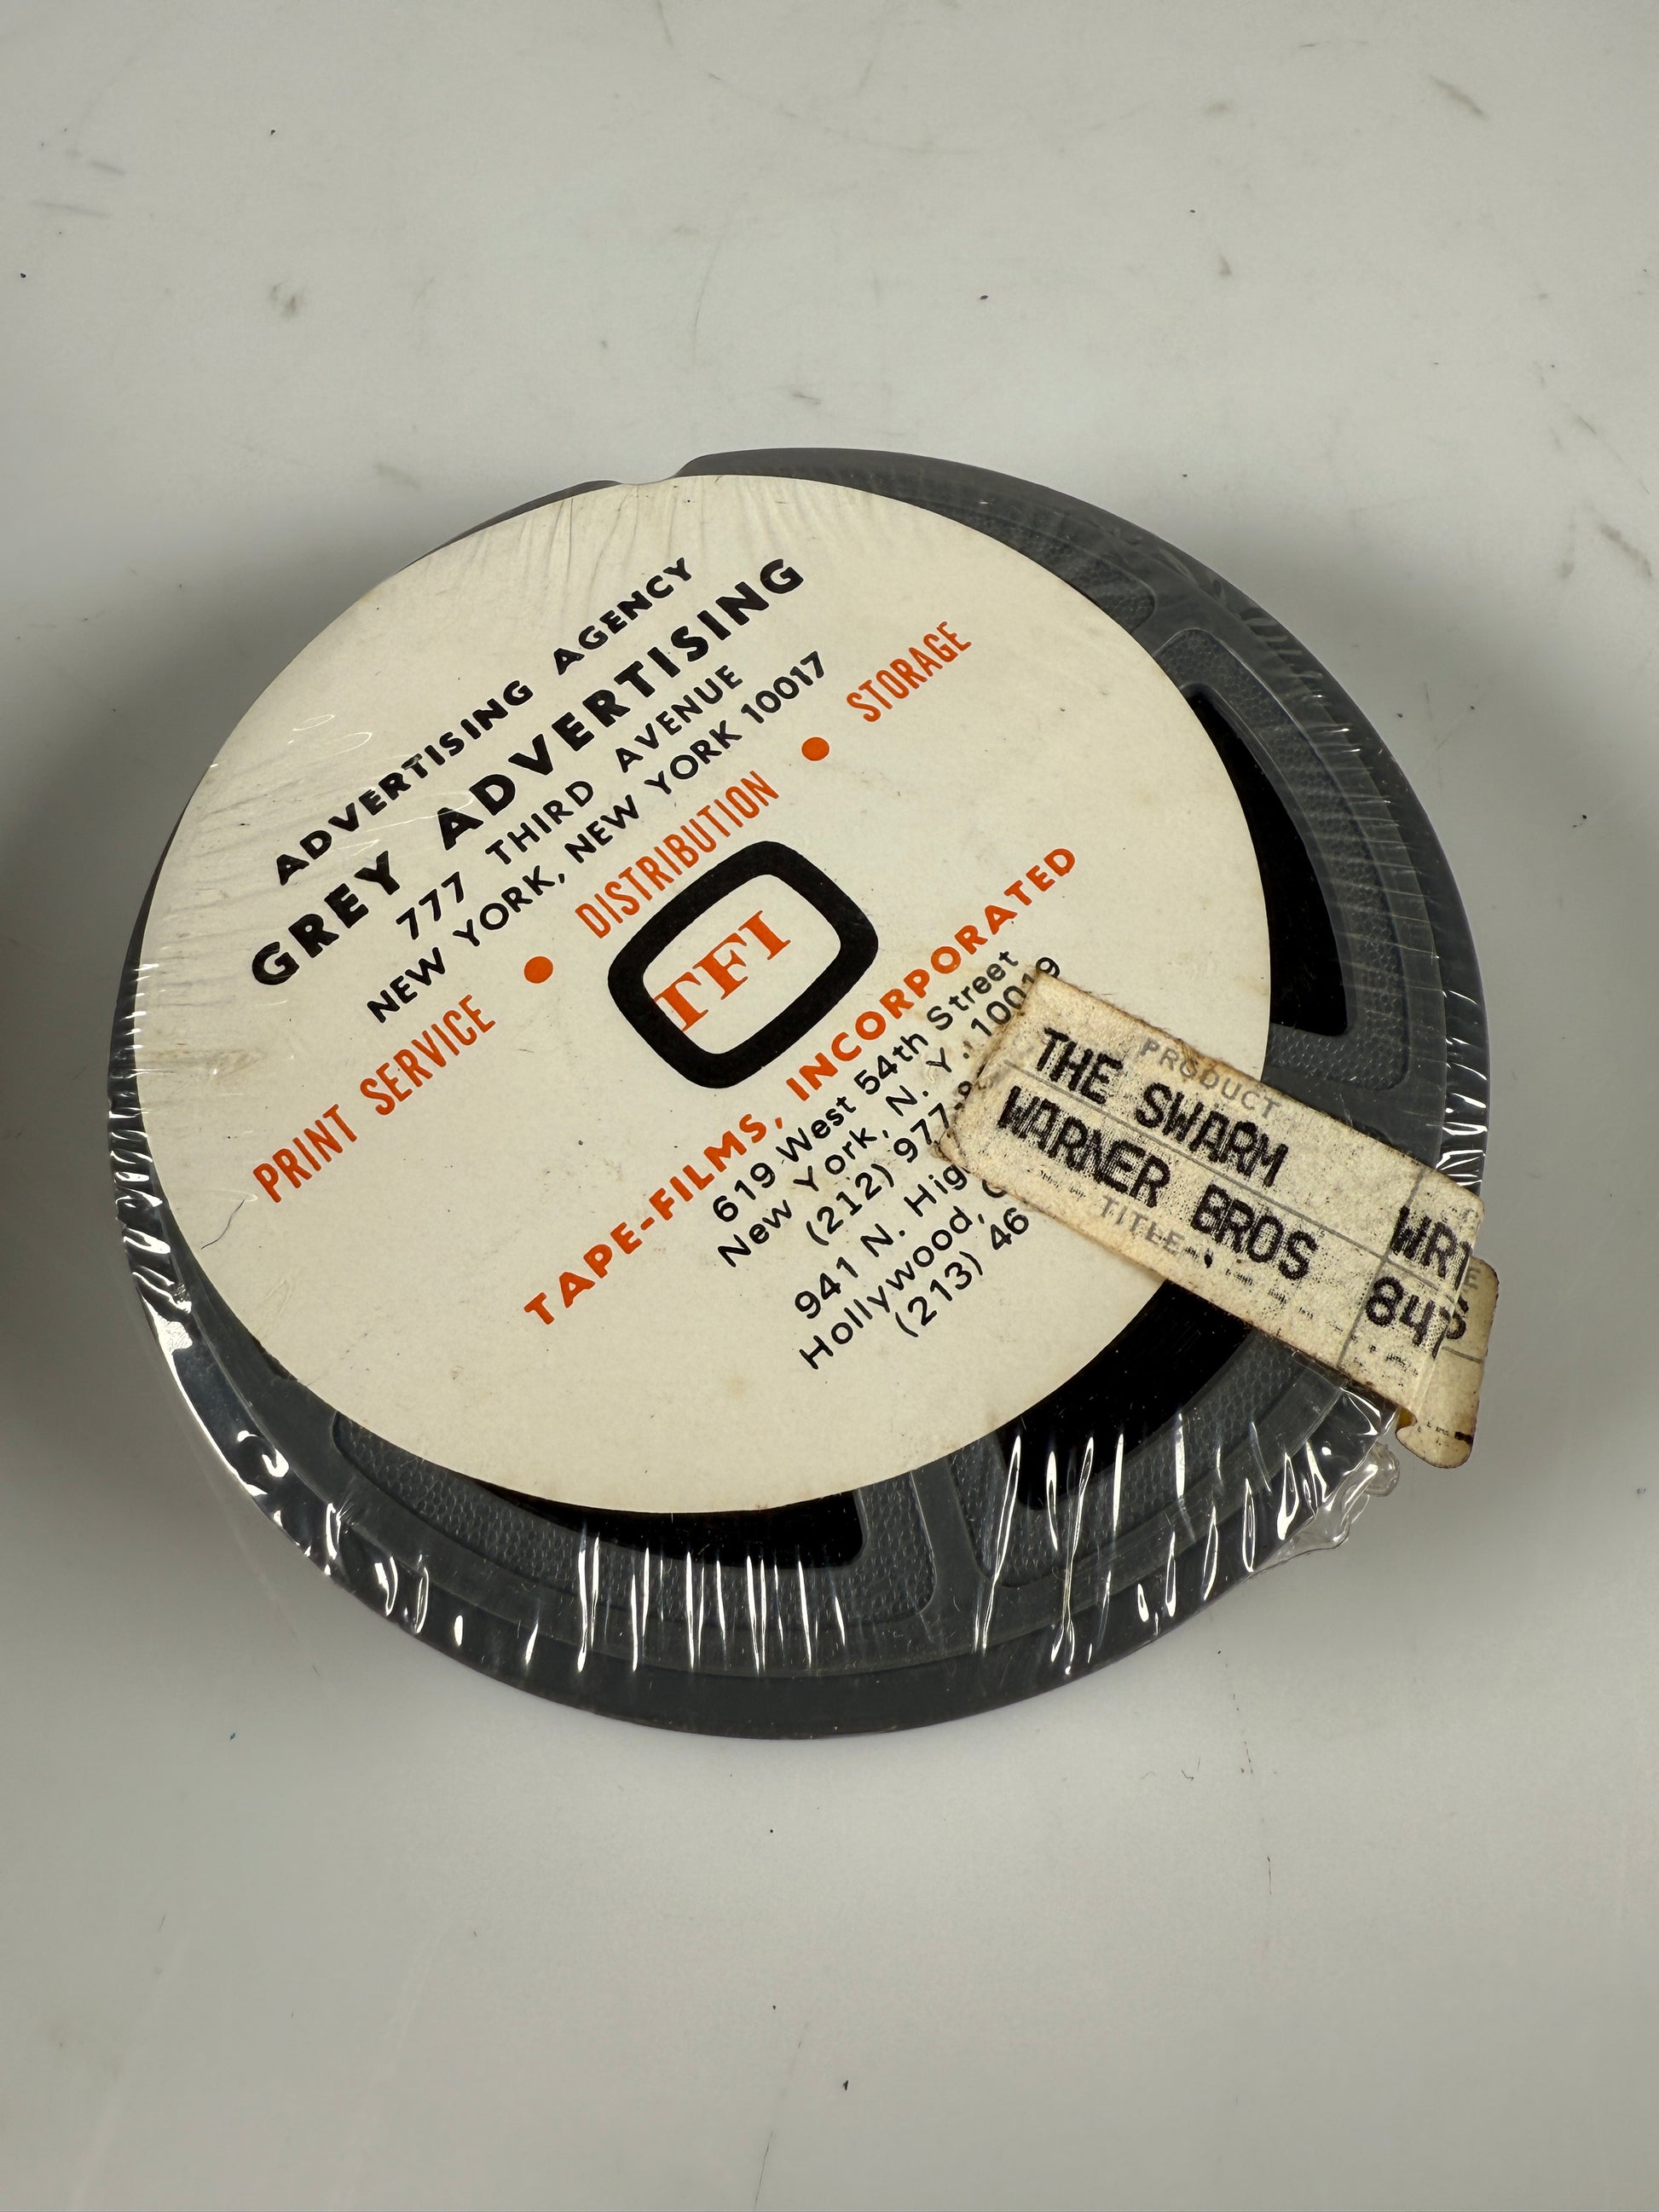 ADVERTISING AGENCY
GREY ADVERTISING
777 THIRD AVENUE
NEW YORK, NEW YORK 10017
PRINT SERVICE ● DISTRIBUTION ● STORAGE
TFI
TAPE-FILMS, INCORPORATED
619 West 54th Street
New York, N. Y. 10019
(212) 977-8
941 N. Hig
Hollywood, C
(213) 46
PRODUCT
THE SWARM
WARNER BROS
TITLE